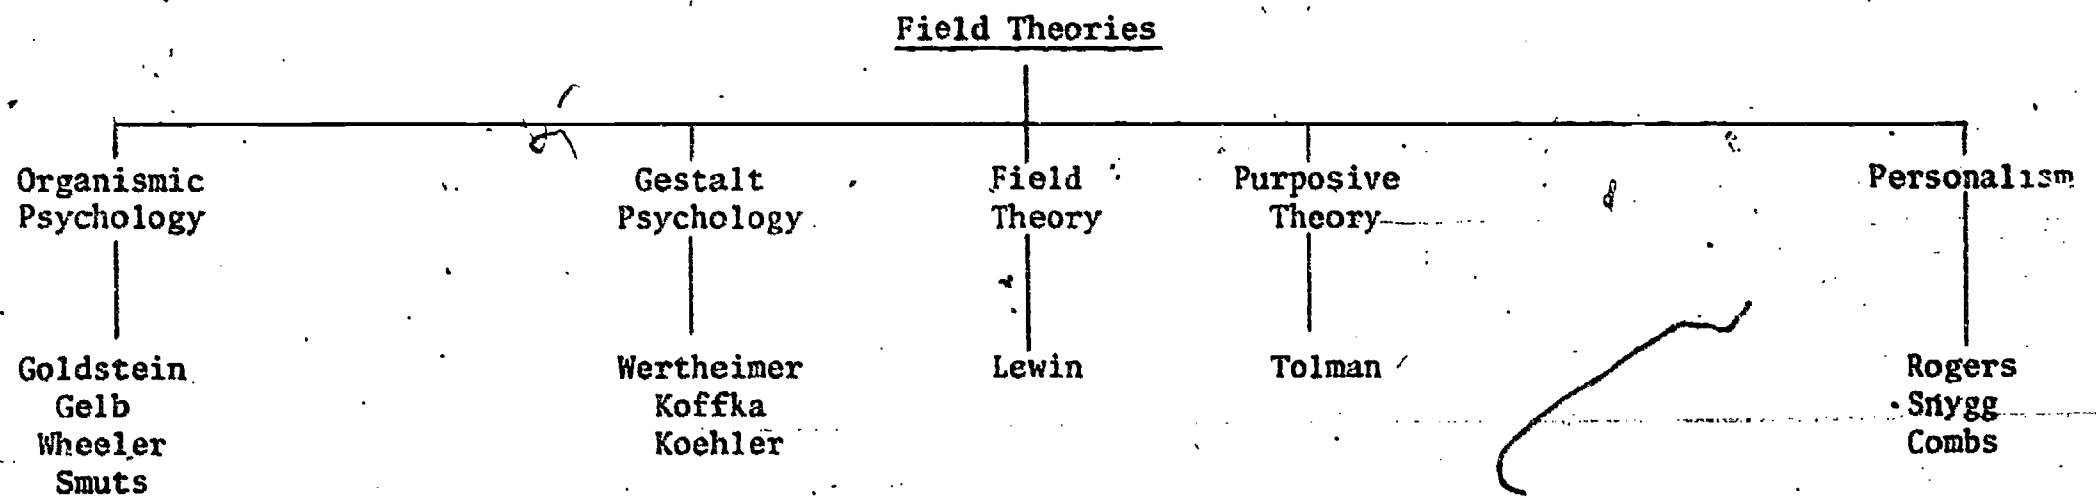 Field Theories
Organismic
Psychology
Gestalt
Psychology
Field
Theory
Purposive
Theory
Personalism
Goldstein
Gelb
Wheeler
Smuts
Wertheimer
Koffka
Koehler
Lewin
Tolman
Rogers
Snygg
Combs